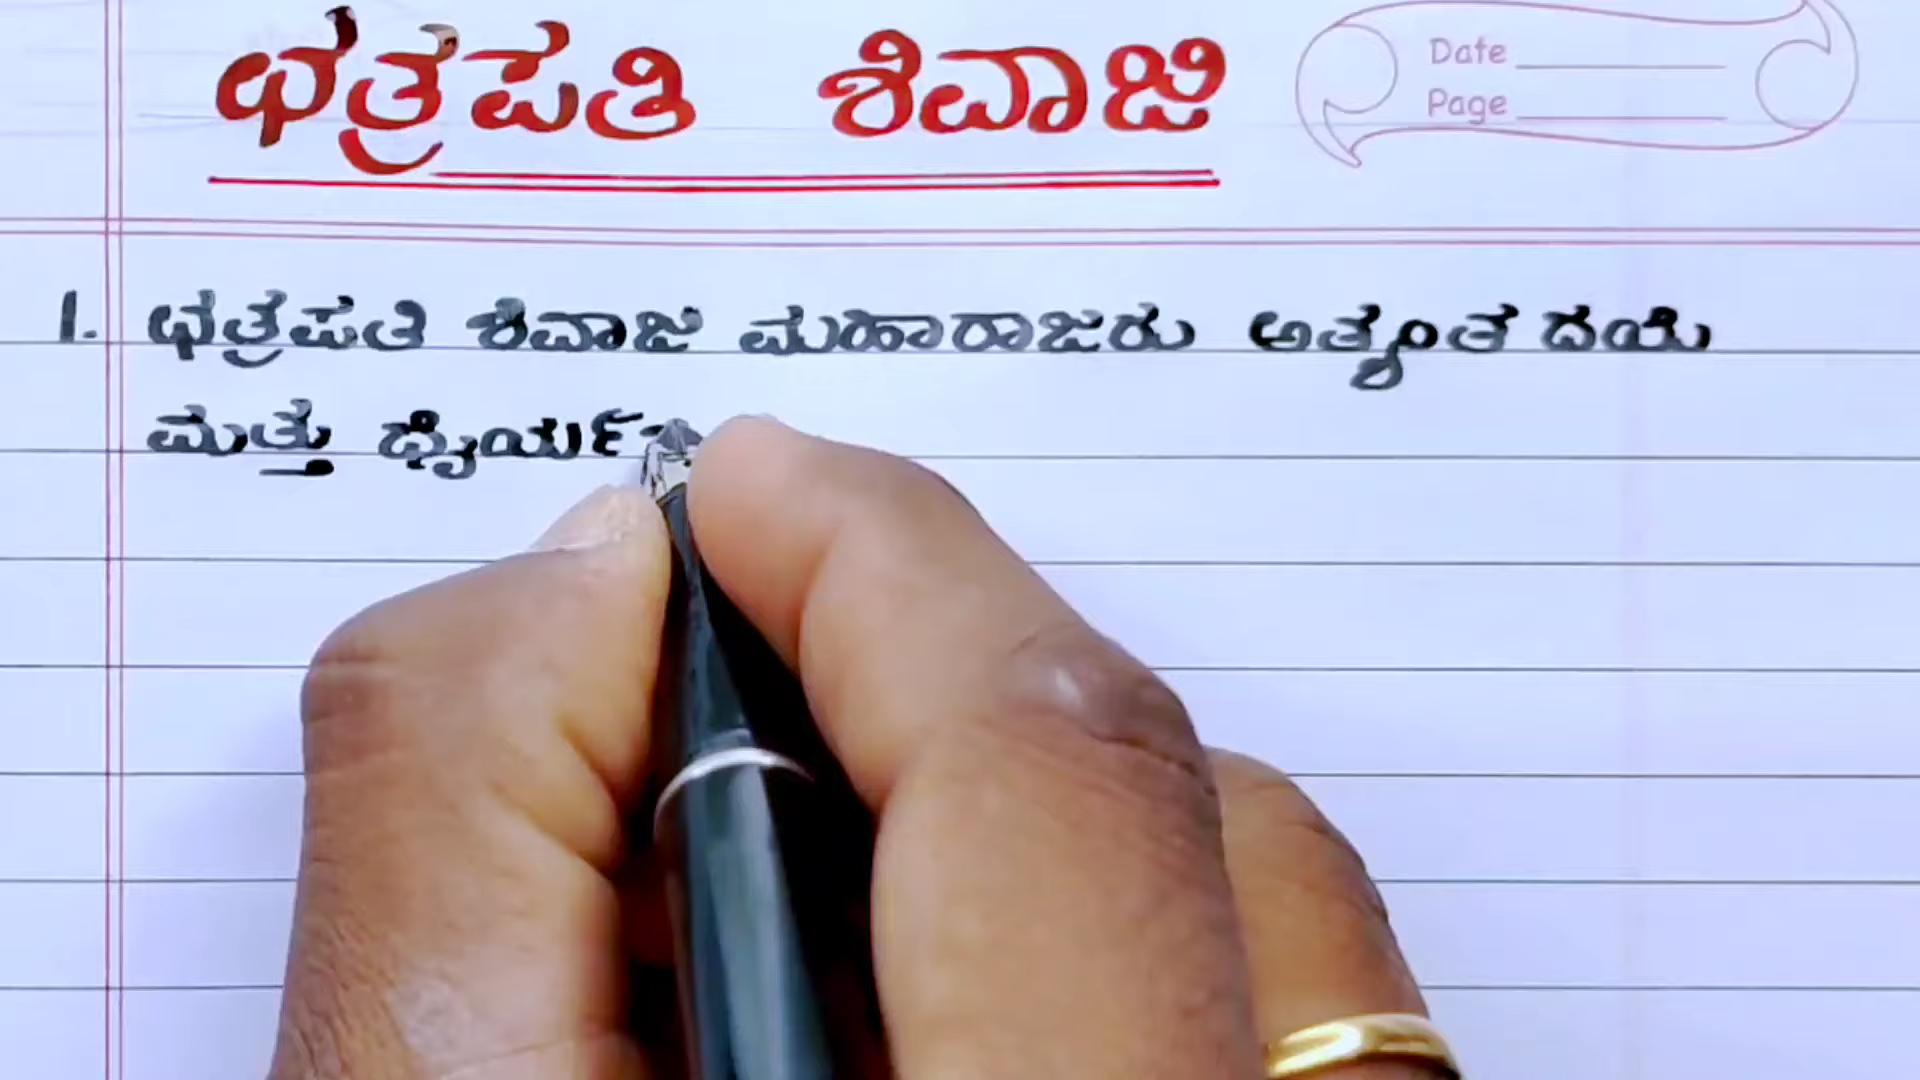 ಛತ್ರಪತಿ ಶಿವಾಜಿ
Date
Page
1. ಛತ್ರಪತಿ ಶಿವಾಜಿ ಮಹಾರಾಜರು ಅತ್ಯಂತ ದಯೆ
ಮತ್ತು ಧೈರ್ಯ